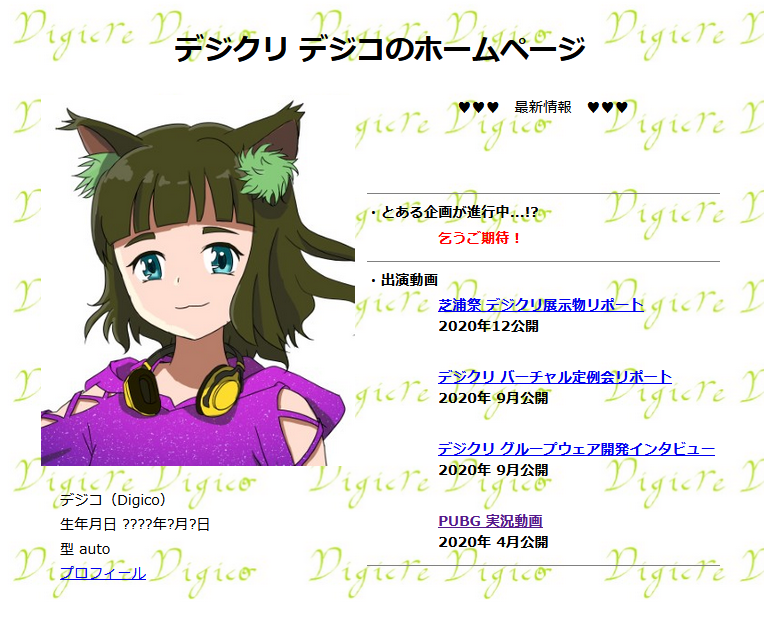 デジクリ デジコのホームページ
♥♥♥ 最新情報 ♥♥♥
・とある企画が進行中...!?
乞うご期待！
・出演動画
芝浦祭 デジクリ展示物リポート
2020年12公開
デジクリ バーチャル定例会リポート
2020年 9月公開
デジクリ グループウェア開発インタビュー
2020年 9月公開
PUBG 実況動画
2020年 4月公開
デジコ（Digico）
生年月日 ????年?月?日
型 auto
プロフィール
Digicre Digico